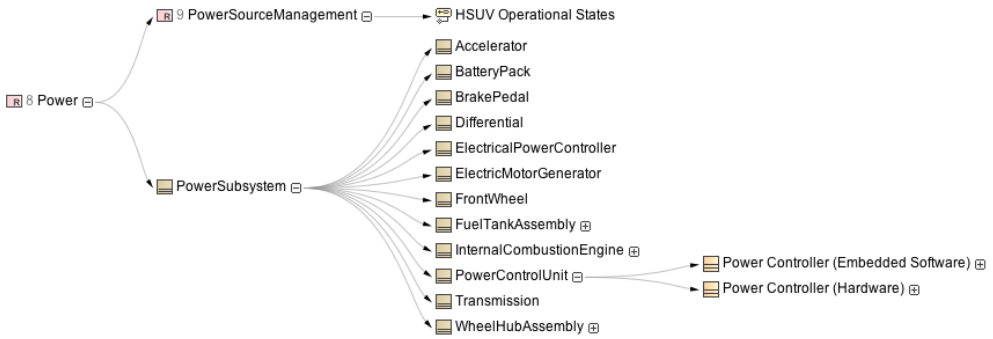 R 9 PowerSourceManagement
HSUV Operational States
Accelerator
BatteryPack
BrakePedal
R 8 Power
Differential
ElectricalPowerController
ElectricMotorGenerator
PowerSubsystem
FrontWheel
FuelTankAssembly
InternalCombustionEngine
Power Controller (Embedded Software)
PowerControlUnit
Power Controller (Hardware)
Transmission
WheelHubAssembly